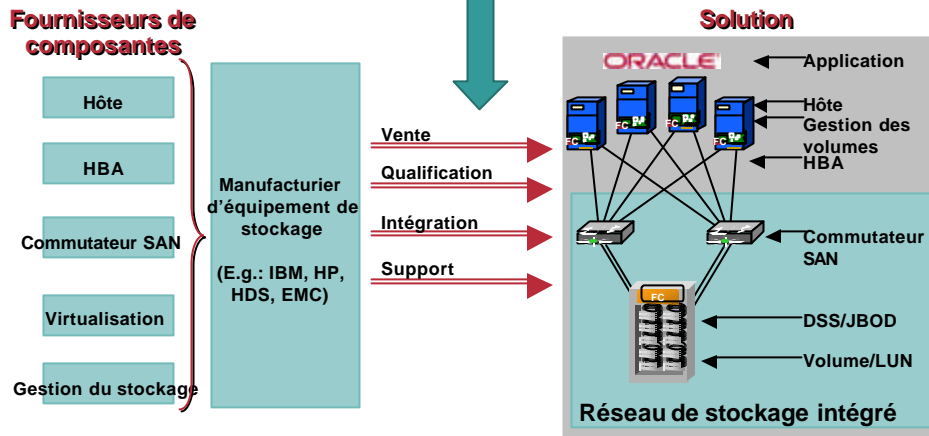 Fournisseurs de
composantes
Hôte
HBA
Commutateur SAN
Virtualisation
Gestion du stockage
Manufacturier
d'équipement de
stockage
(E.g.: IBM, HP,
HDS, EMC)
Vente
Qualification
Intégration
Support
Solution
ORACLE
Application
Hôte
Gestion des
volumes
HBA
FC
FC
FC
Commutateur
SAN
FC
DSS/JBOD
Volume/LUN
Réseau de stockage intégré